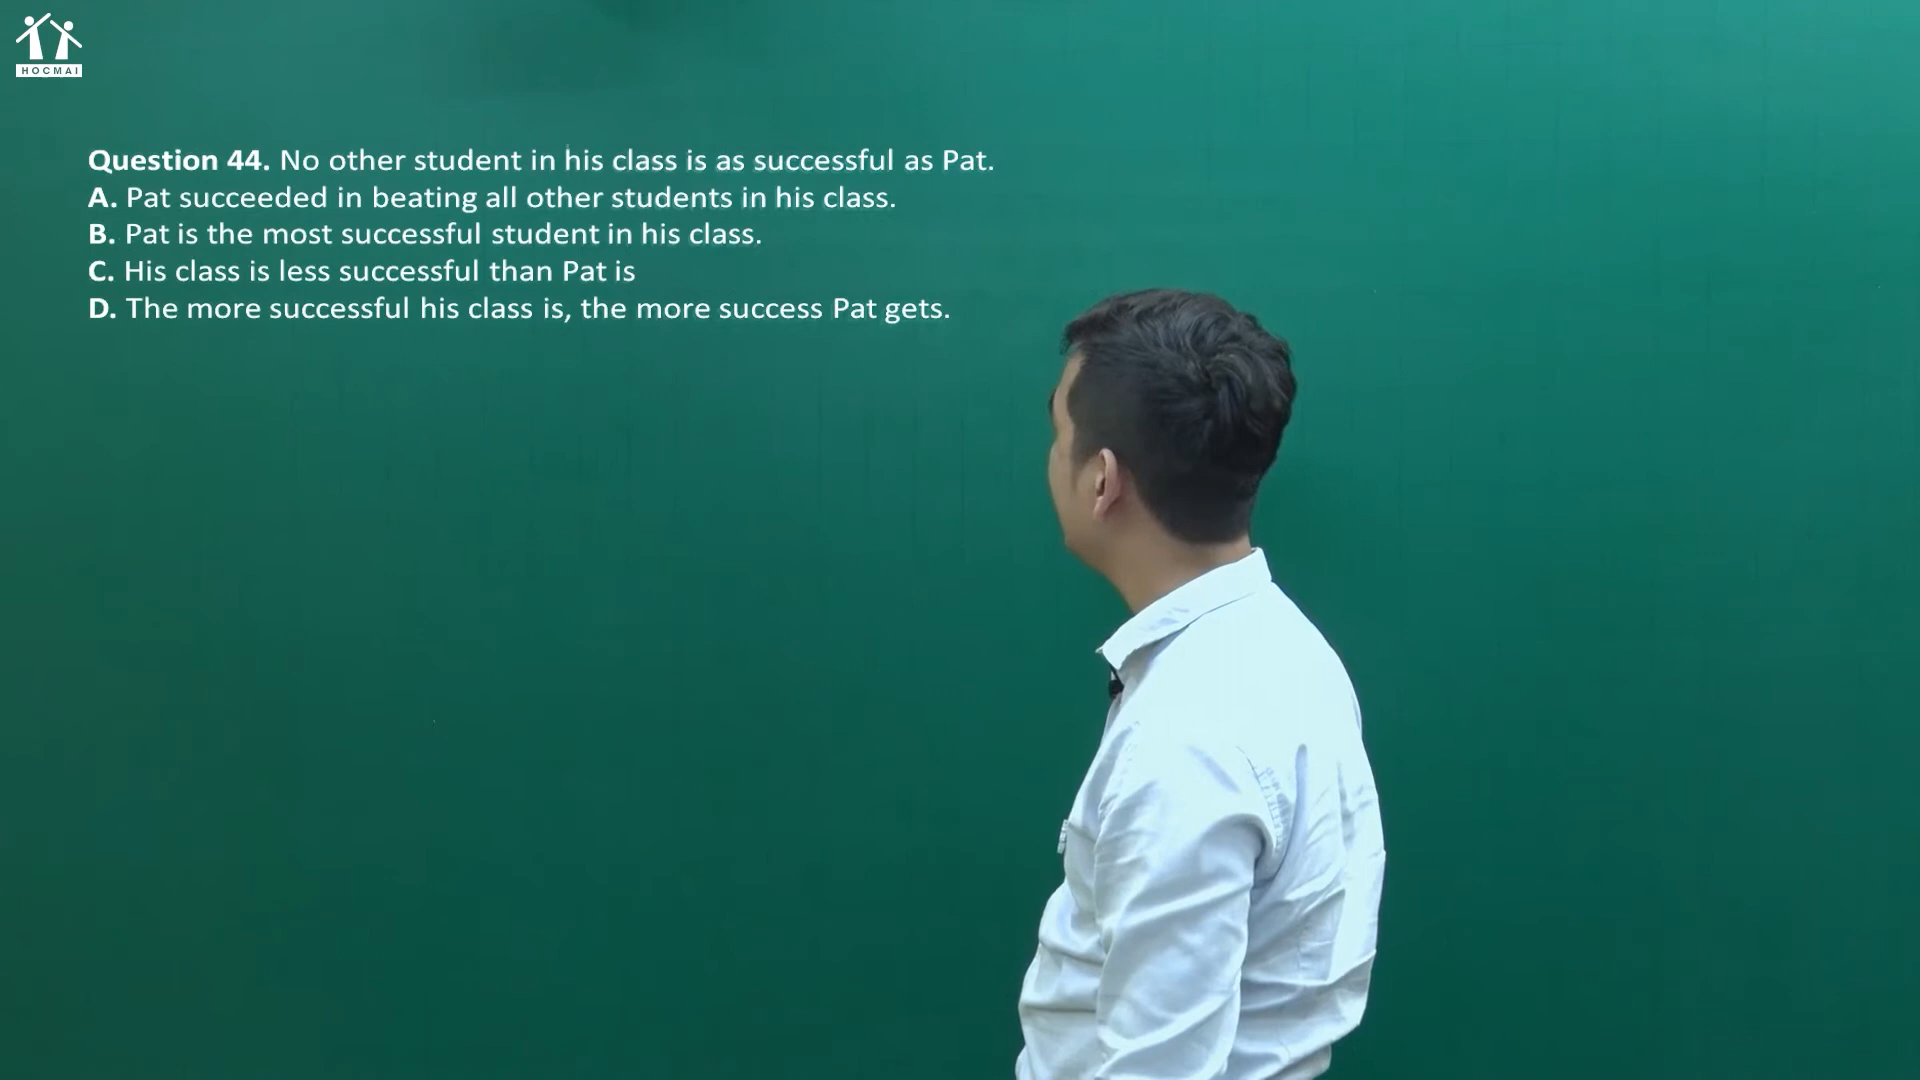 HOCMAI
Question 44. No other student in his class is as successful as Pat.
A. Pat succeeded in beating all other students in his class.
B. Pat is the most successful student in his class.
C. His class is less successful than Pat is
D. The more successful his class is, the more success Pat gets.